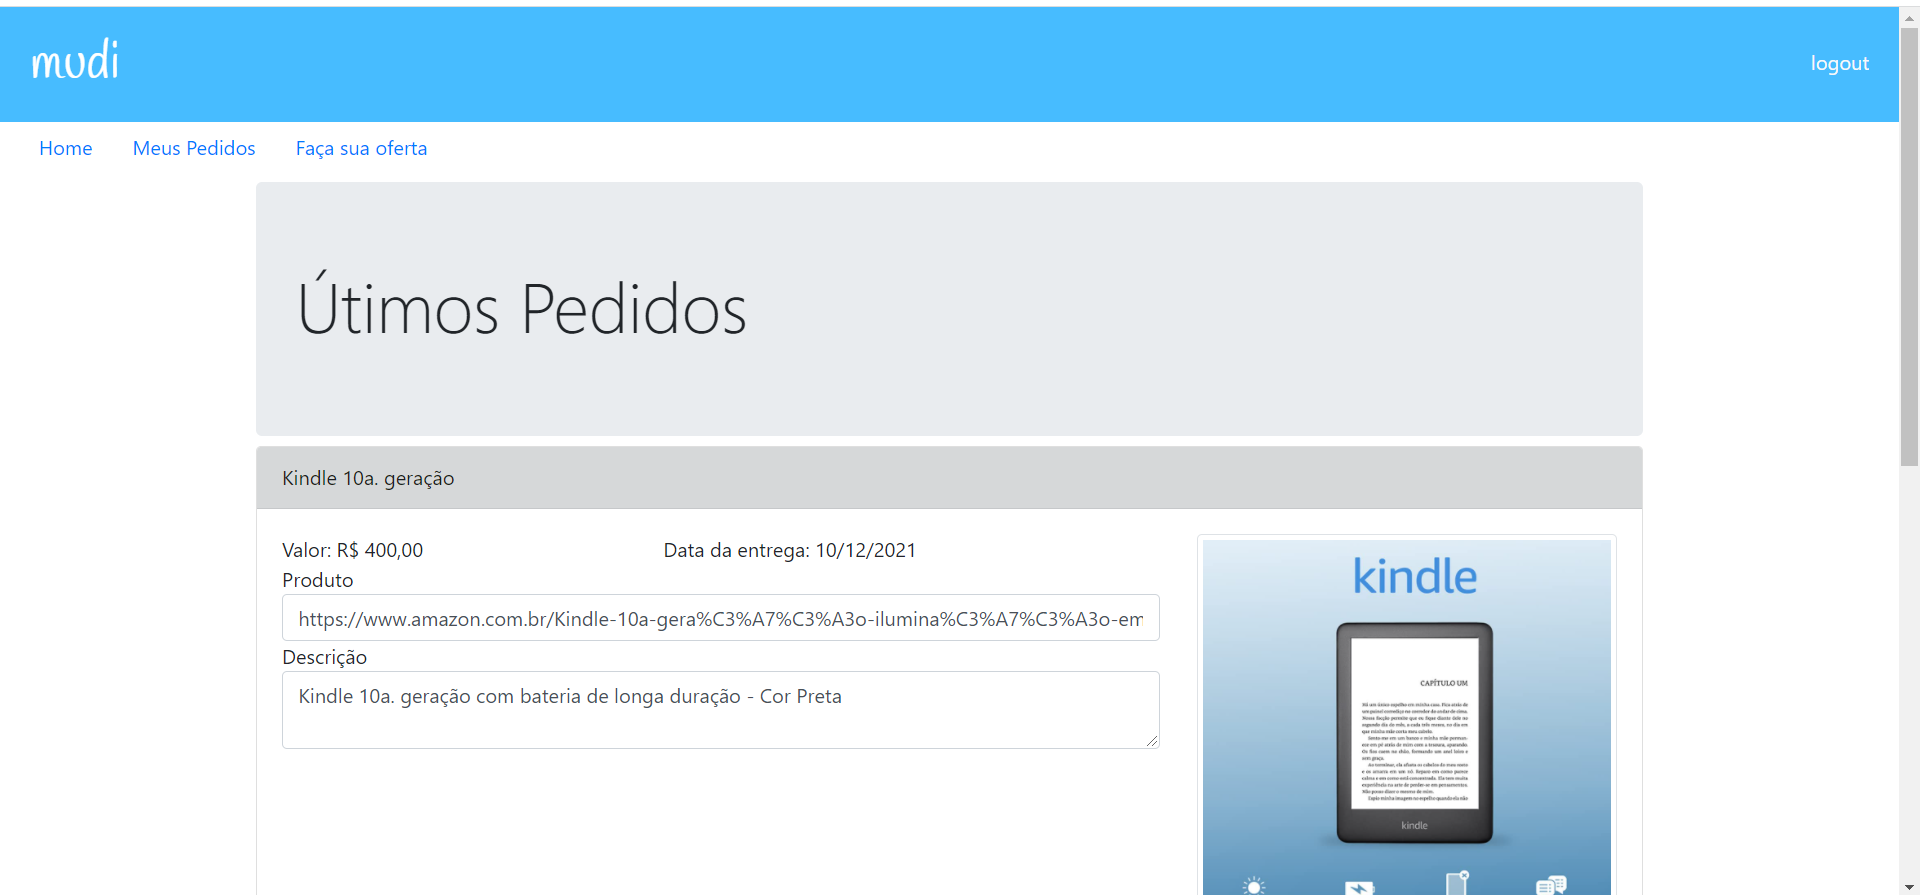 mudi
logout
Home Meus Pedidos Faça sua oferta
Útimos Pedidos
Kindle 10a. geração
Valor: R$ 400,00 Data da entrega: 10/12/2021
Produto
https://www.amazon.com.br/Kindle-10a-gera%C3%A7%C3%A3o-ilumina%C3%A7%C3%A3o-em
Descrição
Kindle 10a. geração com bateria de longa duração - Cor Preta
kindle
CAPÍTULO UM
kindle